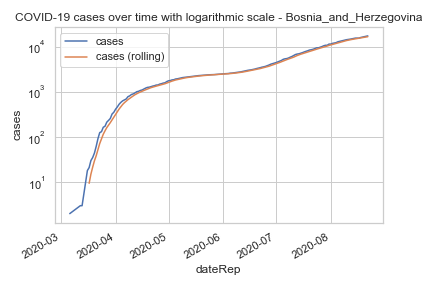 COVID-19 cases over time with logarithmic scale - Bosnia_and_Herzegovina
cases
cases (rolling)
10^4
10^3
10^2
10^1
cases
2020-03
2020-04
2020-05
2020-06
2020-07
2020-08
dateRep